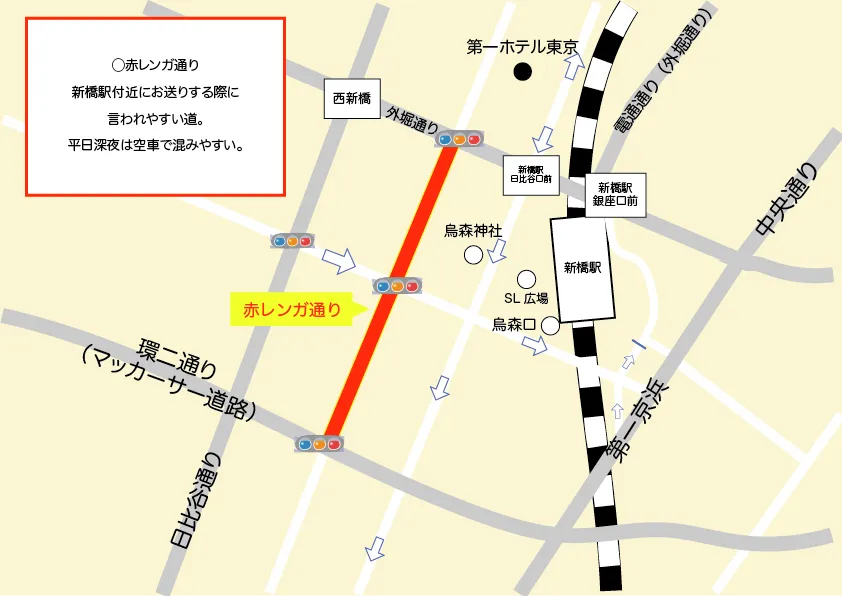 ○赤レンガ通り
新橋駅付近にお送りする際に
言われやすい道。
平日深夜は空車で混みやすい。
第一ホテル東京
電通通り（外堀通り）
西新橋
外堀通り
新橋駅
日比谷口前
新橋駅
銀座口前
中央通り
烏森神社
新橋駅
SL広場
赤レンガ通り
烏森口
環二通り
（マッカーサー道路）
第一京浜
日比谷通り